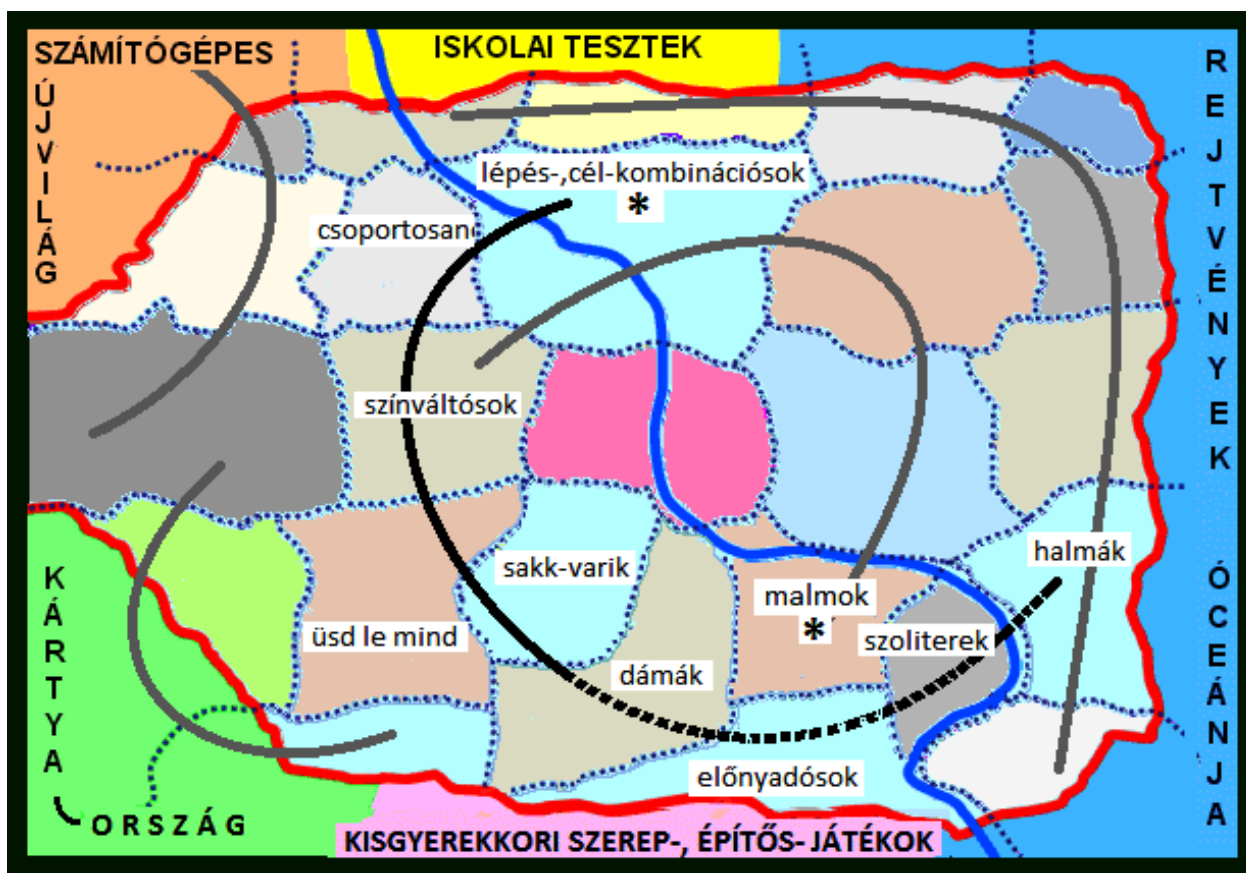 SZÁMÍTÓGÉPES
ÚJVILÁG
ISKOLAI TESZTEK
REJTVÉNYEK ÓCEÁNJA
lépés-,cél-kombinációsok
*
csoportosan
színváltósok
sakk-varik
halmák
malmok
*
üsd le mind
szoliterek
dámák
előnyadósok
KÁRTYA
ORSZÁG
KISGYEREKKORI SZEREP-, ÉPÍTŐS-JÁTÉKOK